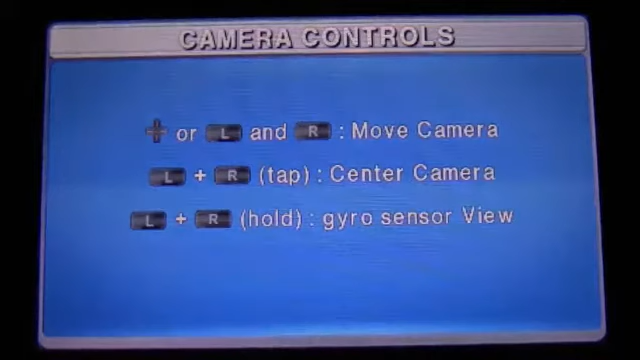 CAMERA CONTROLS
or L and R : Move Camera
L + R (tap) : Center Camera
L + R (hold) : gyro sensor View